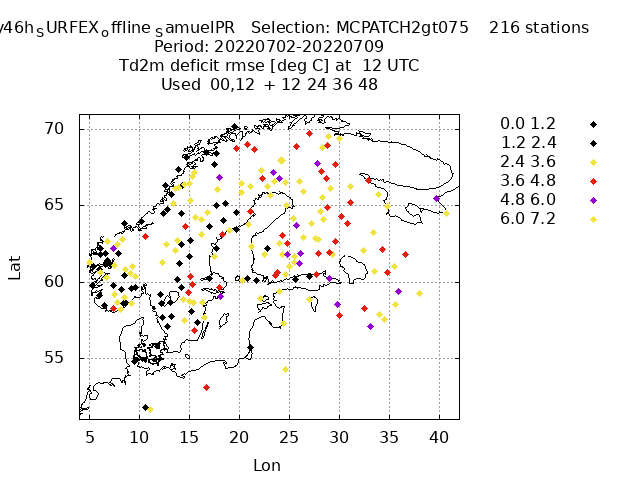 y46h_SURFEX_offline_samuelPR Selection: MCPATCH2gt075 216 stations
Period: 20220702-20220709
Td2m deficit rmse [deg C] at 12 UTC
Used 00,12 + 12 24 36 48
0.0 1.2
1.2 2.4
2.4 3.6
3.6 4.8
4.8 6.0
6.0 7.2
70
65
60
55
Lat
5 10 15 20 25 30 35 40
Lon